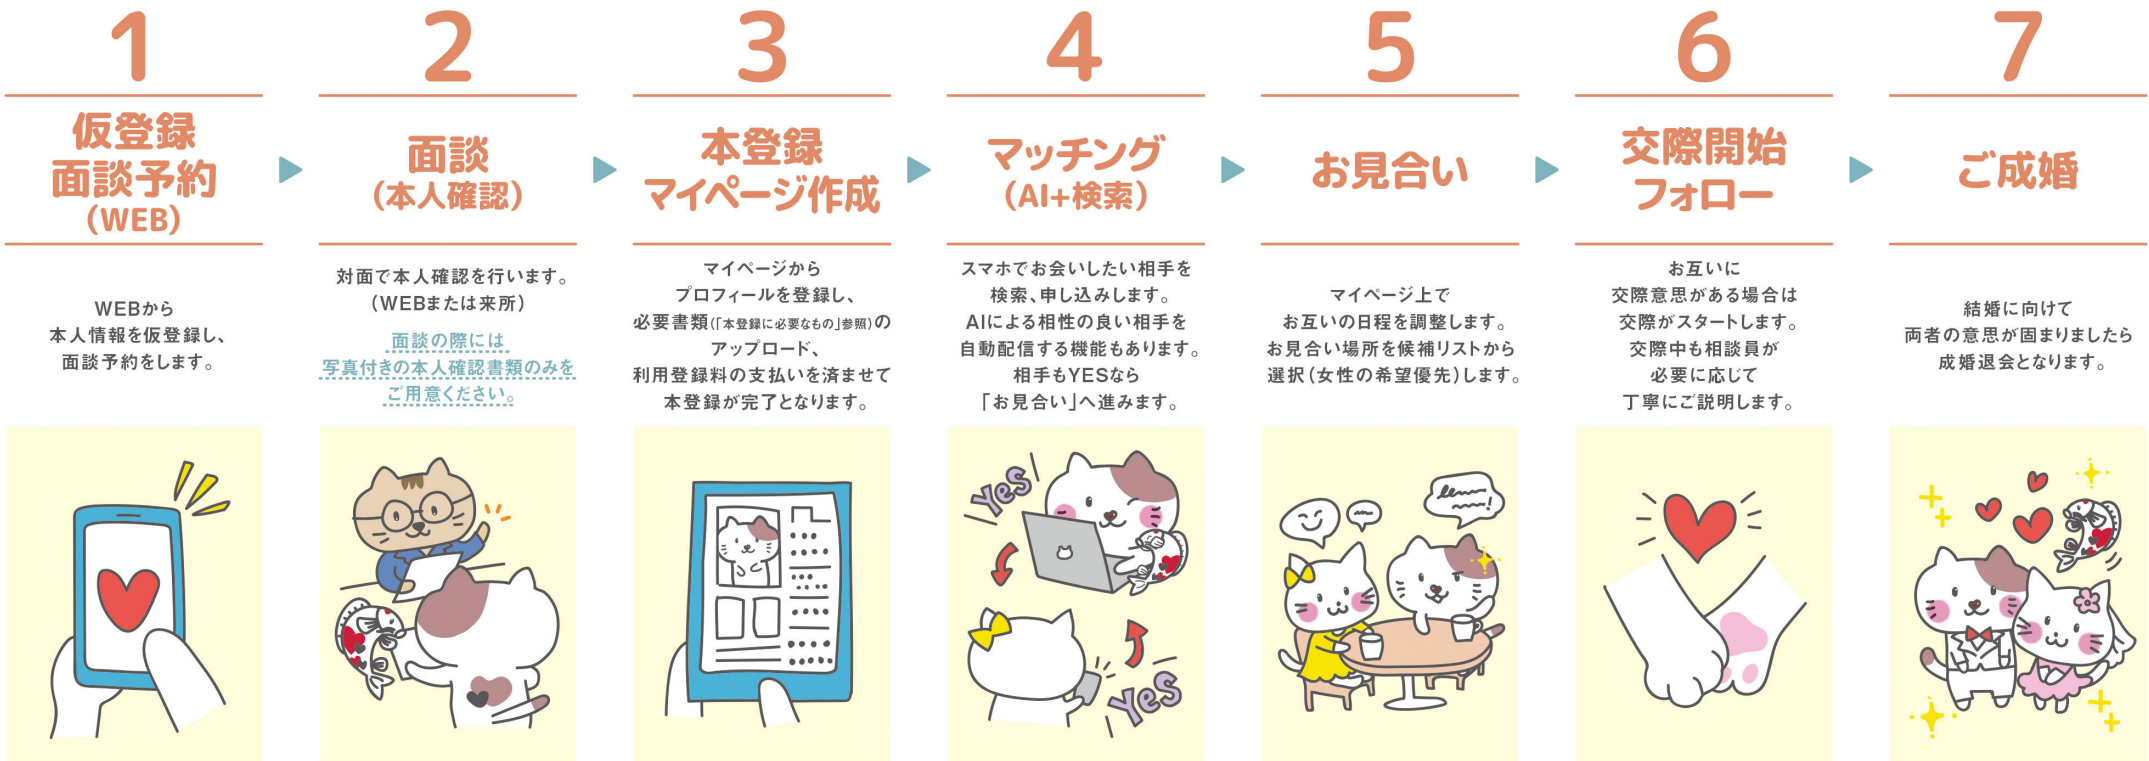 1
仮登録
面談予約
(WEB)
WEBから
本人情報を仮登録し、
面談予約をします。
2
面談
(本人確認)
対面で本人確認を行います。
(WEBまたは来所)
面談の際には
写真付きの本人確認書類のみを
ご用意ください。
3
本登録
マイページ作成
マイページから
プロフィールを登録し、
必要書類(「本登録に必要なもの」参照)の
アップロード、
利用登録料の支払いを済ませて
本登録が完了となります。
4
マッチング
(AI+検索)
スマホでお会いしたい相手を
検索、申し込みします。
AIによる相性の良い相手を
自動配信する機能もあります。
相手もYESなら
「お見合い」へ進みます。
Yes
Yes
5
お見合い
マイページ上で
お互いの日程を調整します。
お見合い場所を候補リストから
選択(女性の希望優先)します。
6
交際開始
フォロー
お互いに
交際意思がある場合は
交際がスタートします。
交際中も相談員が
必要に応じて
丁寧にご説明します。
7
ご成婚
結婚に向けて
両者の意思が固まりましたら
成婚退会となります。